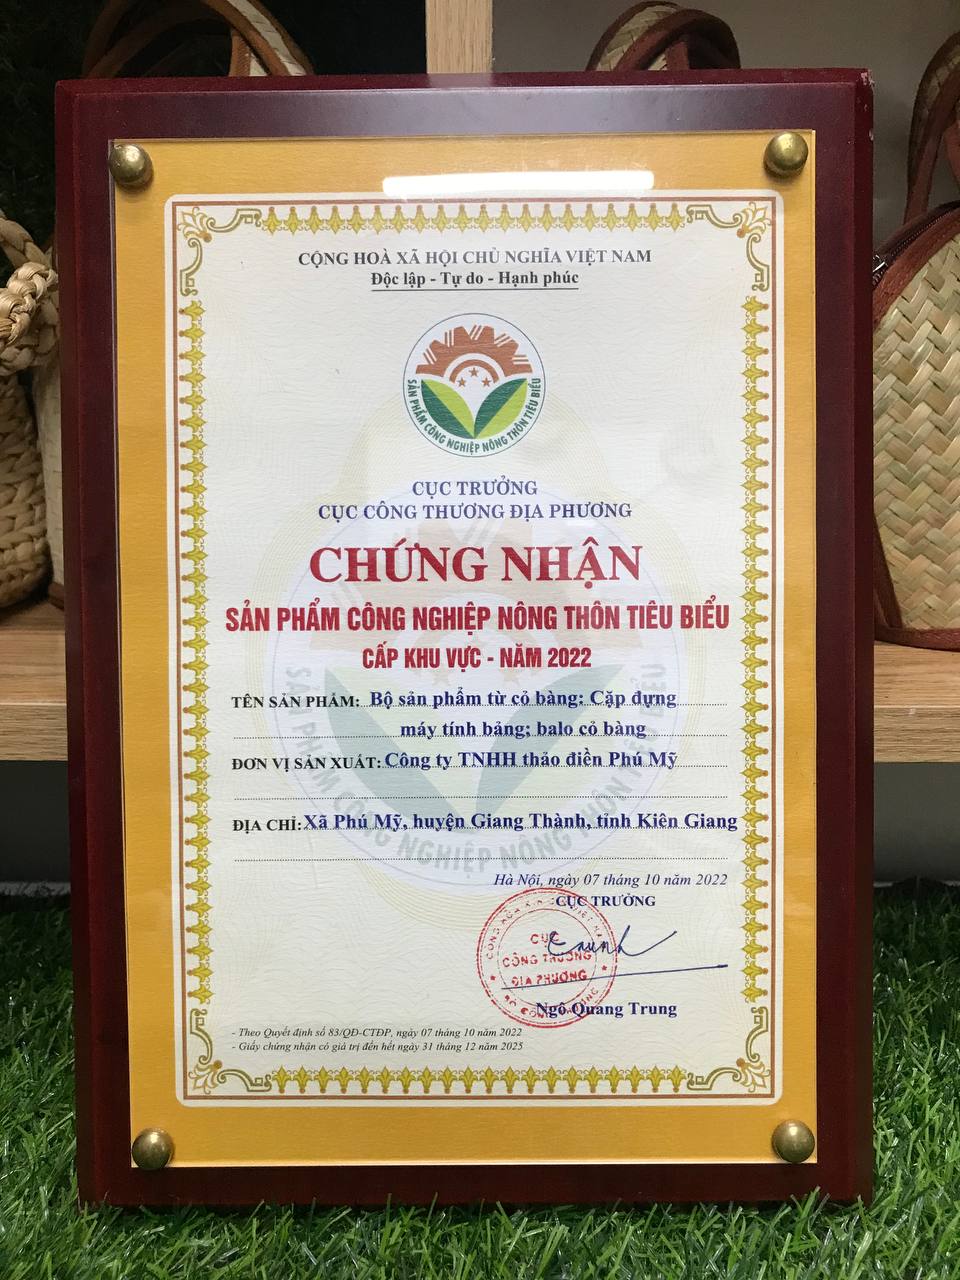 CỘNG HOÀ XÃ HỘI CHỦ NGHĨA VIỆT NAM
Độc lập - Tự do - Hạnh phúc
SẢN PHẨM CÔNG NGHIỆP NÔNG THÔN TIÊU BIỂU
CỤC TRƯỞNG
CỤC CÔNG THƯƠNG ĐỊA PHƯƠNG
CHỨNG NHẬN
SẢN PHẨM CÔNG NGHIỆP NÔNG THÔN TIÊU BIỂU
CẤP KHU VỰC - NĂM 2022
TÊN SẢN PHẨM: Bộ sản phẩm từ cỏ bàng: Cặp đựng
máy tính bảng; balo cỏ bàng
ĐƠN VỊ SẢN XUẤT: Công ty TNHH thảo điền Phú Mỹ
ĐỊA CHỈ: Xã Phú Mỹ, huyện Giang Thành, tỉnh Kiên Giang
Hà Nội, ngày 07 tháng 10 năm 2022
CỤC TRƯỞNG
CỤC
CÔNG THƯƠNG
ĐỊA PHƯƠNG
Ngô Quang Trung
- Theo Quyết định số 83/QĐ-CTĐP, ngày 07 tháng 10 năm 2022
- Giấy chứng nhận có giá trị đến hết ngày 31 tháng 12 năm 2025